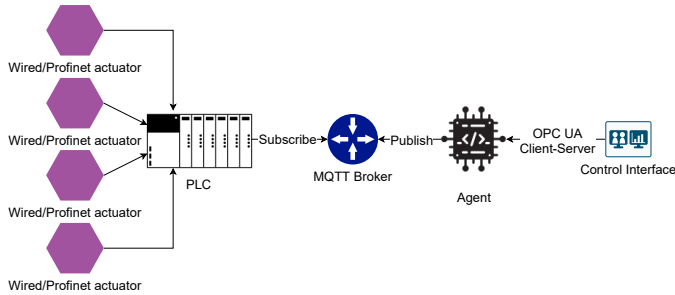 Wired/Profinet actuator
Wired/Profinet actuator
Wired/Profinet actuator
Wired/Profinet actuator
PLC
Subscribe
MQTT Broker
Publish
</>
Agent
OPC UA
Client-Server
Control Interface